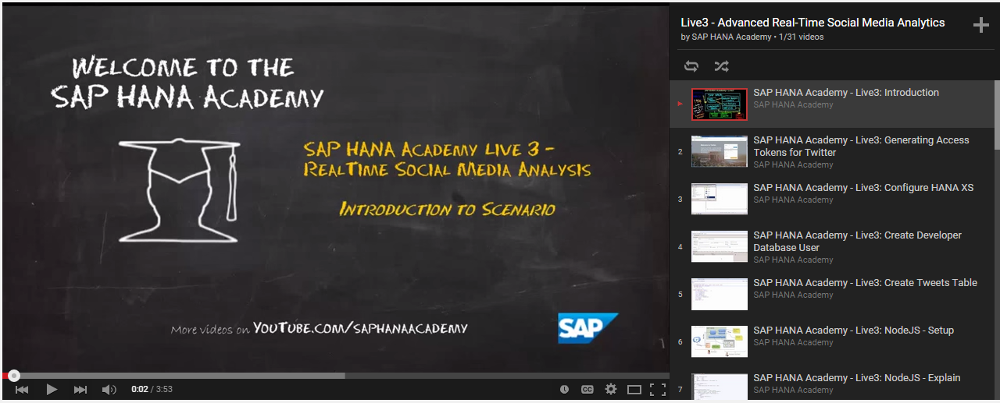 WELCOME TO THE
SAP HANA ACADEMY
SAP HANA ACADEMY LIVE 3 -
REALTIME SOCIAL MEDIA ANALYSIS
INTRODUCTION TO SCENARIO
More videos on YOUTUBE.COM/SAPHANAACADEMY
SAP
0:02 / 3:53
CC
Live3 - Advanced Real-Time Social Media Analytics
by SAP HANA Academy • 1/31 videos
SAP HANA Academy - Live3: Introduction
SAP HANA Academy
2
SAP HANA Academy - Live3: Generating Access
Tokens for Twitter
SAP HANA Academy
3
SAP HANA Academy - Live3: Configure HANA XS
SAP HANA Academy
4
SAP HANA Academy - Live3: Create Developer
Database User
SAP HANA Academy
5
SAP HANA Academy - Live3: Create Tweets Table
SAP HANA Academy
6
SAP HANA Academy - Live3: NodeJS - Setup
SAP HANA Academy
7
SAP HANA Academy - Live3: NodeJS - Explain
SAP HANA Academy